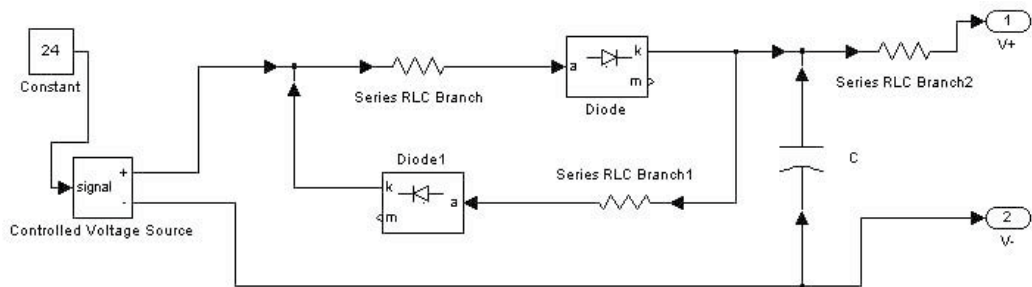 24
Constant
signal
+
-
Controlled Voltage Source
Series RLC Branch
a
k
m
Diode
Diode1
k
m
a
Series RLC Branch1
C
Series RLC Branch2
1
V+
2
V-